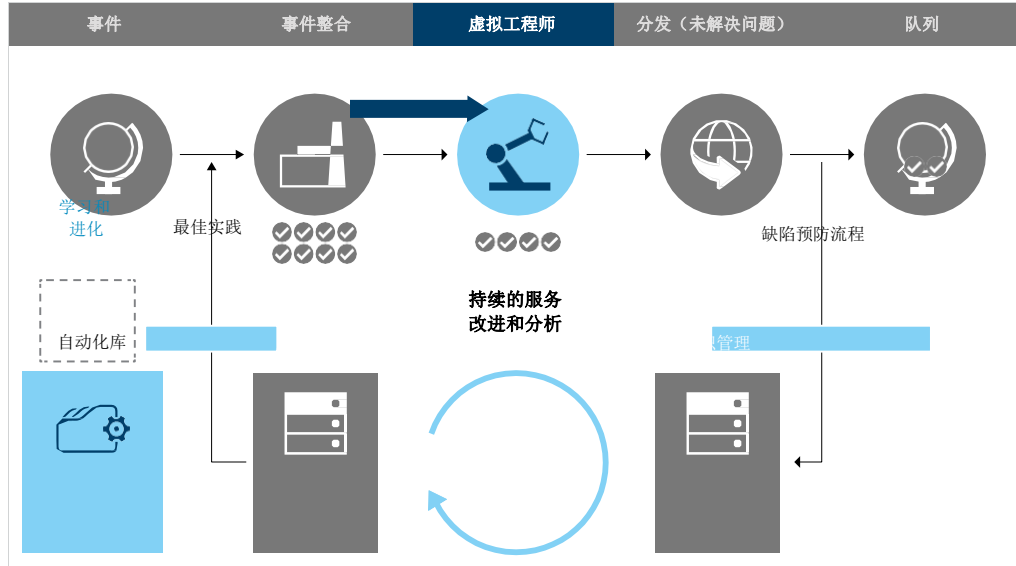 事件
事件整合
虚拟工程师
分发（未解决问题）
队列
学习和
进化
最佳实践
缺陷预防流程
持续的服务
改进和分析
自动化库
管理